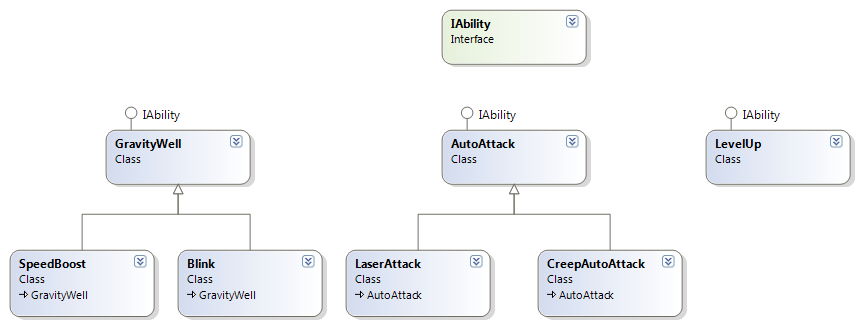 IAbility
Interface
IAbility
IAbility
IAbility
GravityWell
Class
AutoAttack
Class
LevelUp
Class
SpeedBoost
Class
GravityWell
Blink
Class
GravityWell
LaserAttack
Class
AutoAttack
CreepAutoAttack
Class
AutoAttack